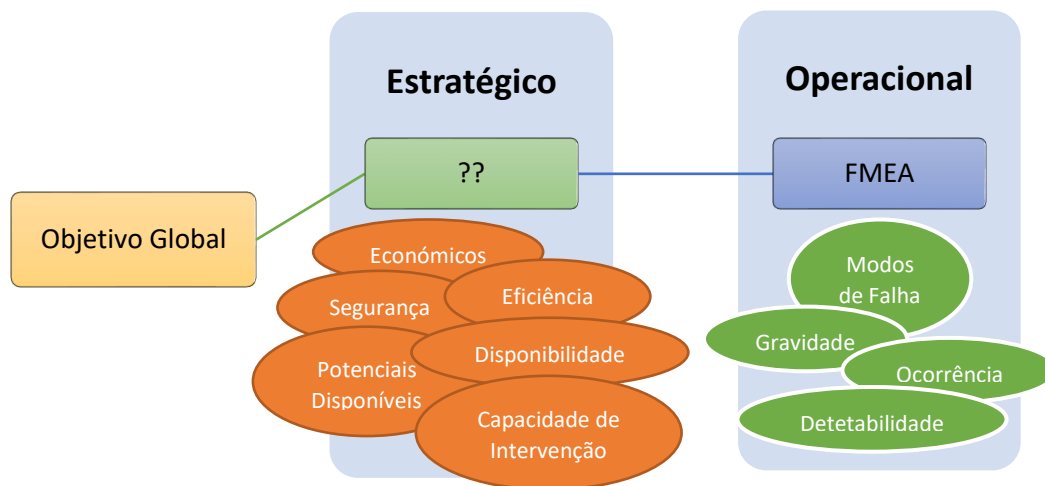 Estratégico
Operacional
??
FMEA
Objetivo Global
Económicos
Segurança
Eficiência
Disponibilidade
Potenciais
Disponíveis
Capacidade de
Intervenção
Modos
de Falha
Gravidade
Ocorrência
Detetabilidade